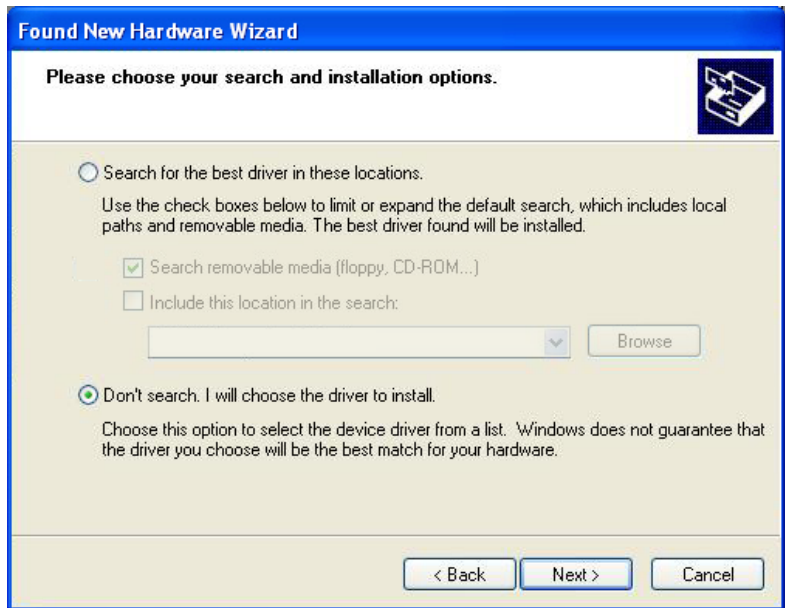 Found New Hardware Wizard
Please choose your search and installation options.
Search for the best driver in these locations.
Use the check boxes below to limit or expand the default search, which includes local
paths and removable media. The best driver found will be installed.
Search removable media (floppy, CD-ROM...)
Include this location in the search:
Browse
Don't search. I will choose the driver to install.
Choose this option to select the device driver from a list. Windows does not guarantee that
the driver you choose will be the best match for your hardware.
< Back Next > Cancel